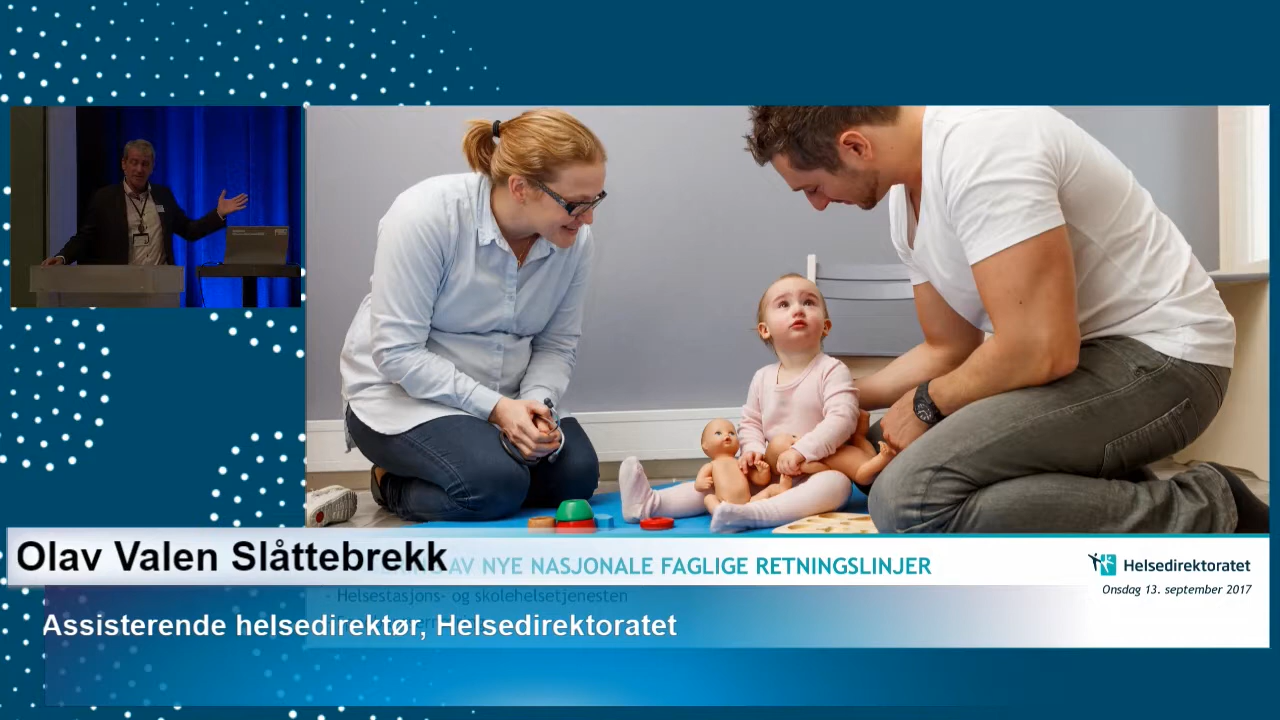 Olav Valen Slåttebrekk
AV NYE NASJONALE FAGLIGE RETNINGSLINJER
Helsedirektoratet
Onsdag 13. september 2017
- Helsestasjons- og skolehelsetjenesten
Assisterende helsedirektør, Helsedirektoratet